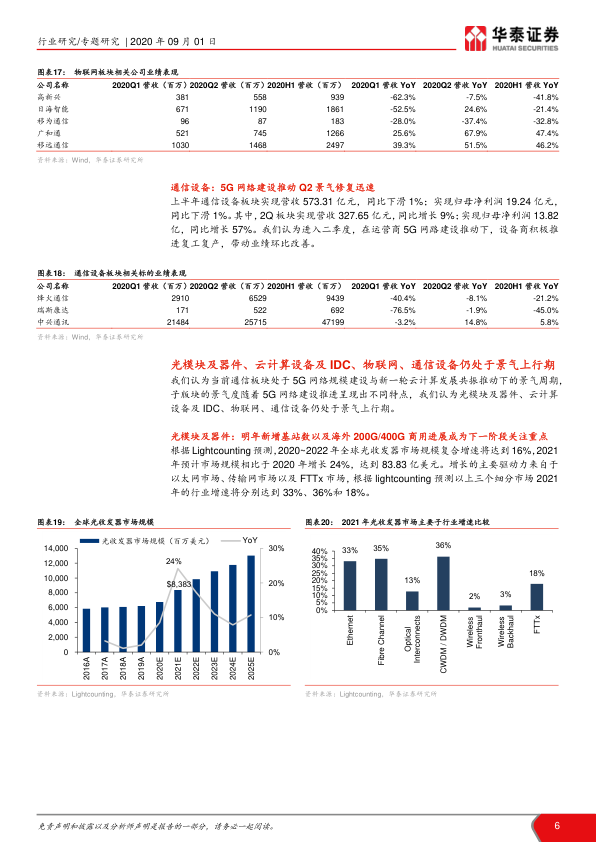 行业研究/专题研究 | 2020 年 09 月 01 日
华泰证券
HUATAI SECURITIES
图表17： 物联网板块相关公司业绩表现
公司名称 2020Q1 营收（百万） 2020Q2 营收（百万） 2020H1 营收（百万） 2020Q1 营收 YoY 2020Q2 营收 YoY 2020H1 营收 YoY
高新兴 381 558 939 -62.3% -7.5% -41.8%
日海智能 671 1190 1861 -52.5% 24.6% -21.4%
移为通信 96 87 183 -28.0% -37.4% -32.8%
广和通 521 745 1266 25.6% 67.9% 47.4%
移远通信 1030 1468 2497 39.3% 51.5% 46.2%
资料来源：Wind，华泰证券研究所
通信设备：5G 网络建设推动 Q2 景气修复迅速
上半年通信设备板块实现营收 573.31 亿元，同比下滑 1%；实现归母净利润 19.24 亿元，
同比下滑 1%。其中，2Q 板块实现营收 327.65 亿元，同比增长 9%；实现归母净利润 13.82
亿，同比增长 57%。我们认为进入二季度，在运营商 5G 网路建设推动下，设备商积极推
进复工复产，带动业绩环比改善。
图表18： 通信设备板块相关标的业绩表现
公司名称 2020Q1 营收（百万） 2020Q2 营收（百万） 2020H1 营收（百万） 2020Q1 营收 YoY 2020Q2 营收 YoY 2020H1 营收 YoY
烽火通信 2910 6529 9439 -40.4% -8.1% -21.2%
瑞斯康达 171 522 692 -76.5% -1.9% -45.0%
中兴通讯 21484 25715 47199 -3.2% 14.8% 5.8%
资料来源：Wind，华泰证券研究所
光模块及器件、云计算设备及 IDC、物联网、通信设备仍处于景气上行期
我们认为当前通信板块处于 5G 网络规模建设与新一轮云计算发展共振推动下的景气周期，
子版块的景气度随着 5G 网络建设推进呈现出不同特点，我们认为光模块及器件、云计算
设备及 IDC、物联网、通信设备仍处于景气上行期。
光模块及器件：明年新增基站数以及海外 200G/400G 商用进展成为下一阶段关注重点
根据 Lightcounting 预测，2020~2022 年全球光收发器市场规模复合增速将达到 16%，2021
年预计市场规模相比于 2020 年增长 24%，达到 83.83 亿美元。增长的主要驱动力来自于
以太网市场、传输网市场以及 FTTx 市场，根据 lightcounting 预测以上三个细分市场 2021
年的行业增速将分别达到 33%、36%和 18%。
图表19： 全球光收发器市场规模
光收发器市场规模（百万美元） YoY
14,000
12,000
10,000
8,000
6,000
4,000
2,000
0
30%
20%
10%
0%
24%
$8,383
2016A
2017A
2018A
2019A
2020E
2021E
2022E
2023E
2024E
2025E
资料来源：Lightcounting，华泰证券研究所
图表20： 2021 年光收发器市场主要子行业增速比较
40%
35%
30%
25%
20%
15%
10%
5%
0%
33%
35%
13%
36%
2%
3%
18%
Ethernet
Fibre Channel
Optical
Interconnects
CWDM / DWDM
Wireless
Fronthaul
Wireless
Backhaul
FTTx
资料来源：Lightcounting，华泰证券研究所
免责声明和披露以及分析师声明是报告的一部分，请务必一起阅读。
6